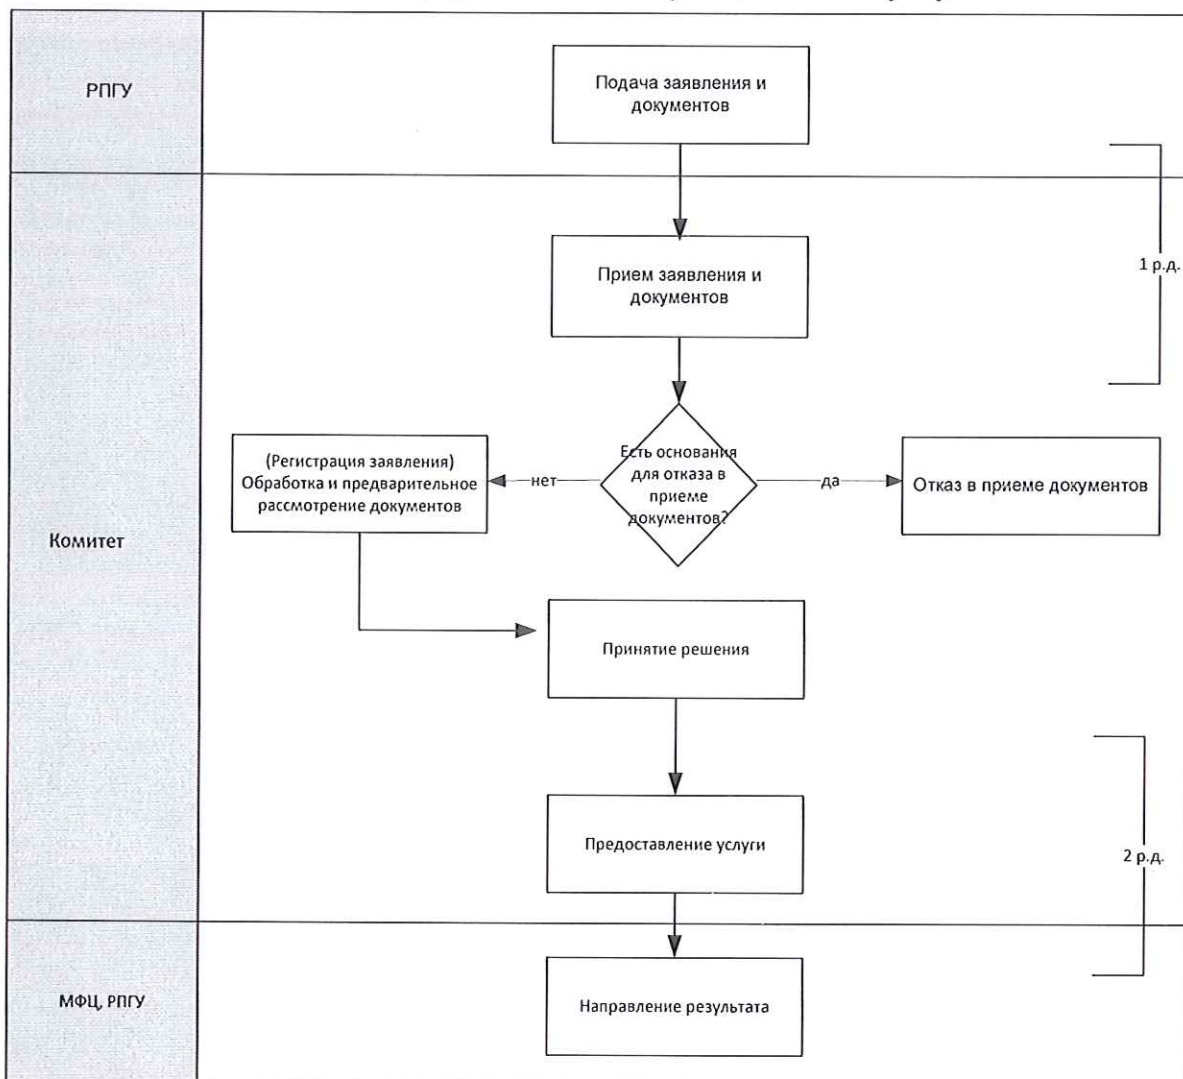 РПГУ
Подача заявления и
документов
Прием заявления и
документов
1 р.д.
Комитет
(Регистрация заявления)
Обработка и предварительное
рассмотрение документов
нет
Есть основания
для отказа в
приеме
документов?
да
Отказ в приеме документов
Принятие решения
Предоставление услуги
2 р.д.
МФЦ, РПГУ
Направление результата